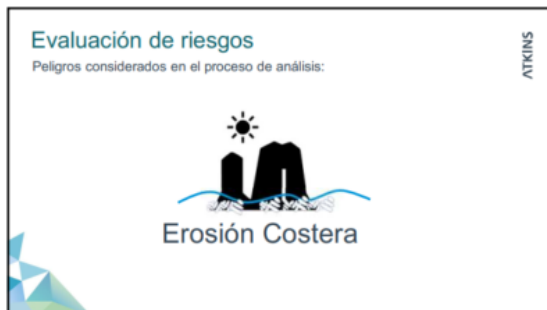 Evaluación de riesgos
Peligros considerados en el proceso de análisis:
ATKINS
Erosión Costera